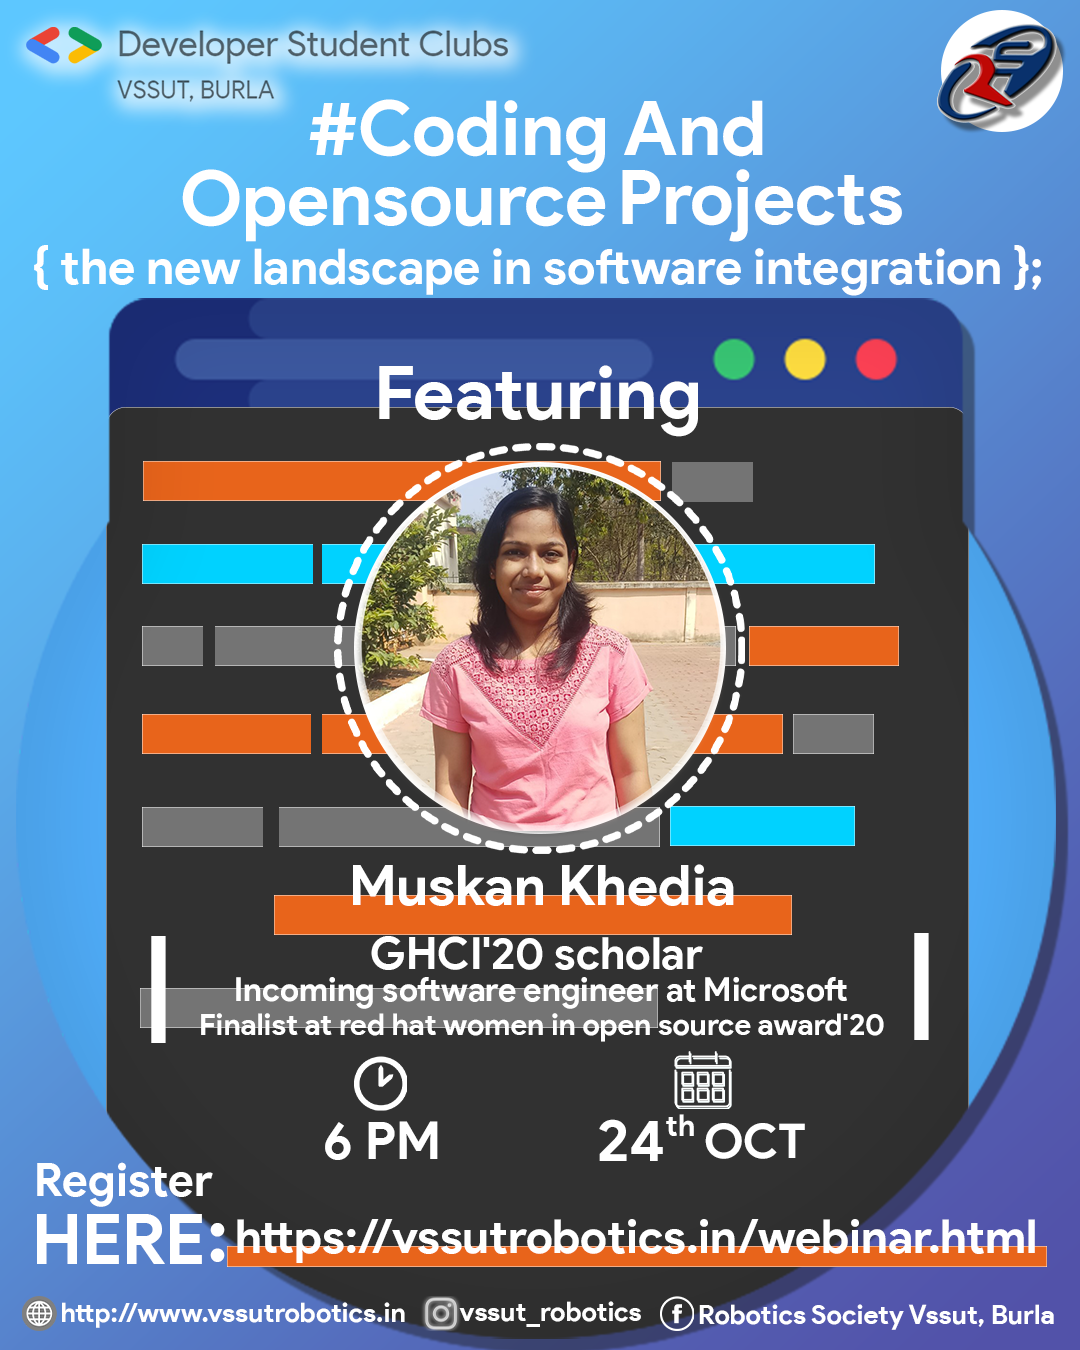 Developer Student Clubs
VSSUT, BURLA
#Coding And
Opensource Projects
{ the new landscape in software integration };
Featuring
Muskan Khedia
GHCI'20 scholar
Incoming software engineer at Microsoft
Finalist at red hat women in open source award'20
6 PM
24th OCT
Register
HERE: https://vssutrobotics.in/webinar.html
http://www.vssutrobotics.in
vssut_robotics
Robotics Society Vssut, Burla